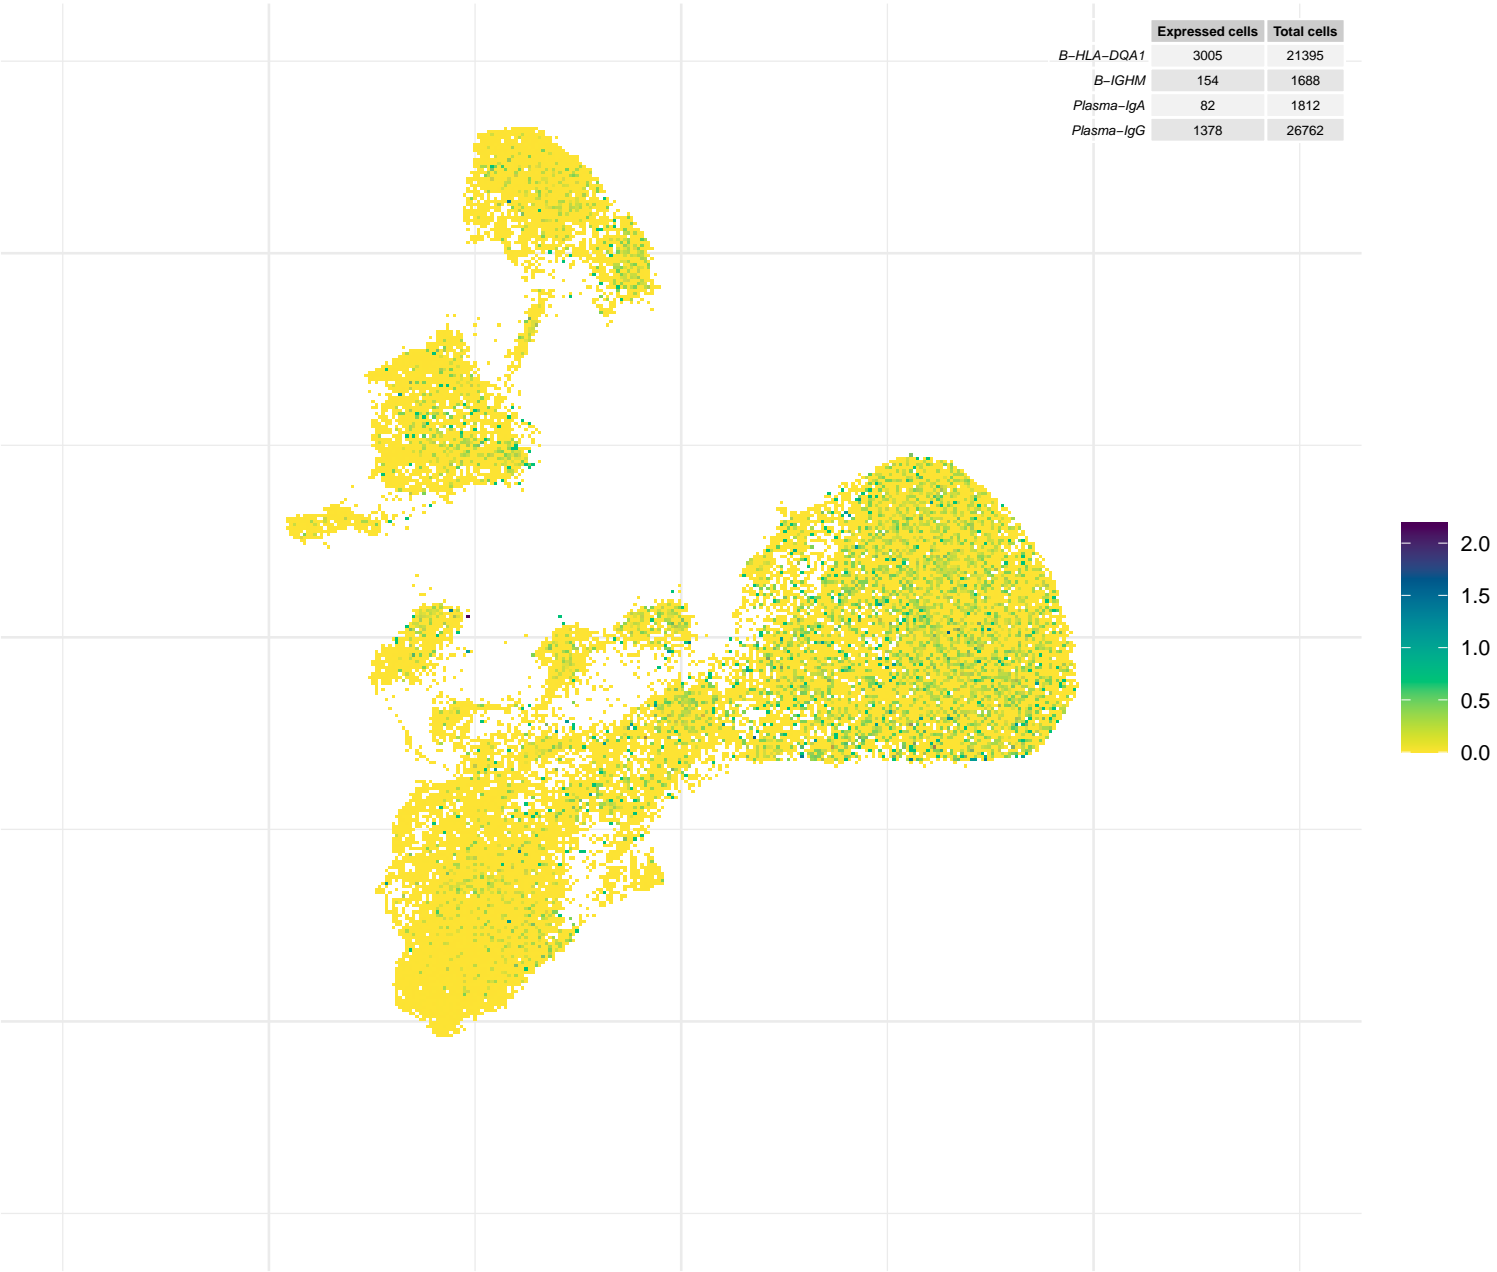 Expressed cells Total cells
B−HLA−DQA1 3005 21395
B−IGHM 154 1688
Plasma−IgA 82 1812
Plasma−IgG 1378 26762
2.0
1.5
1.0
0.5
0.0